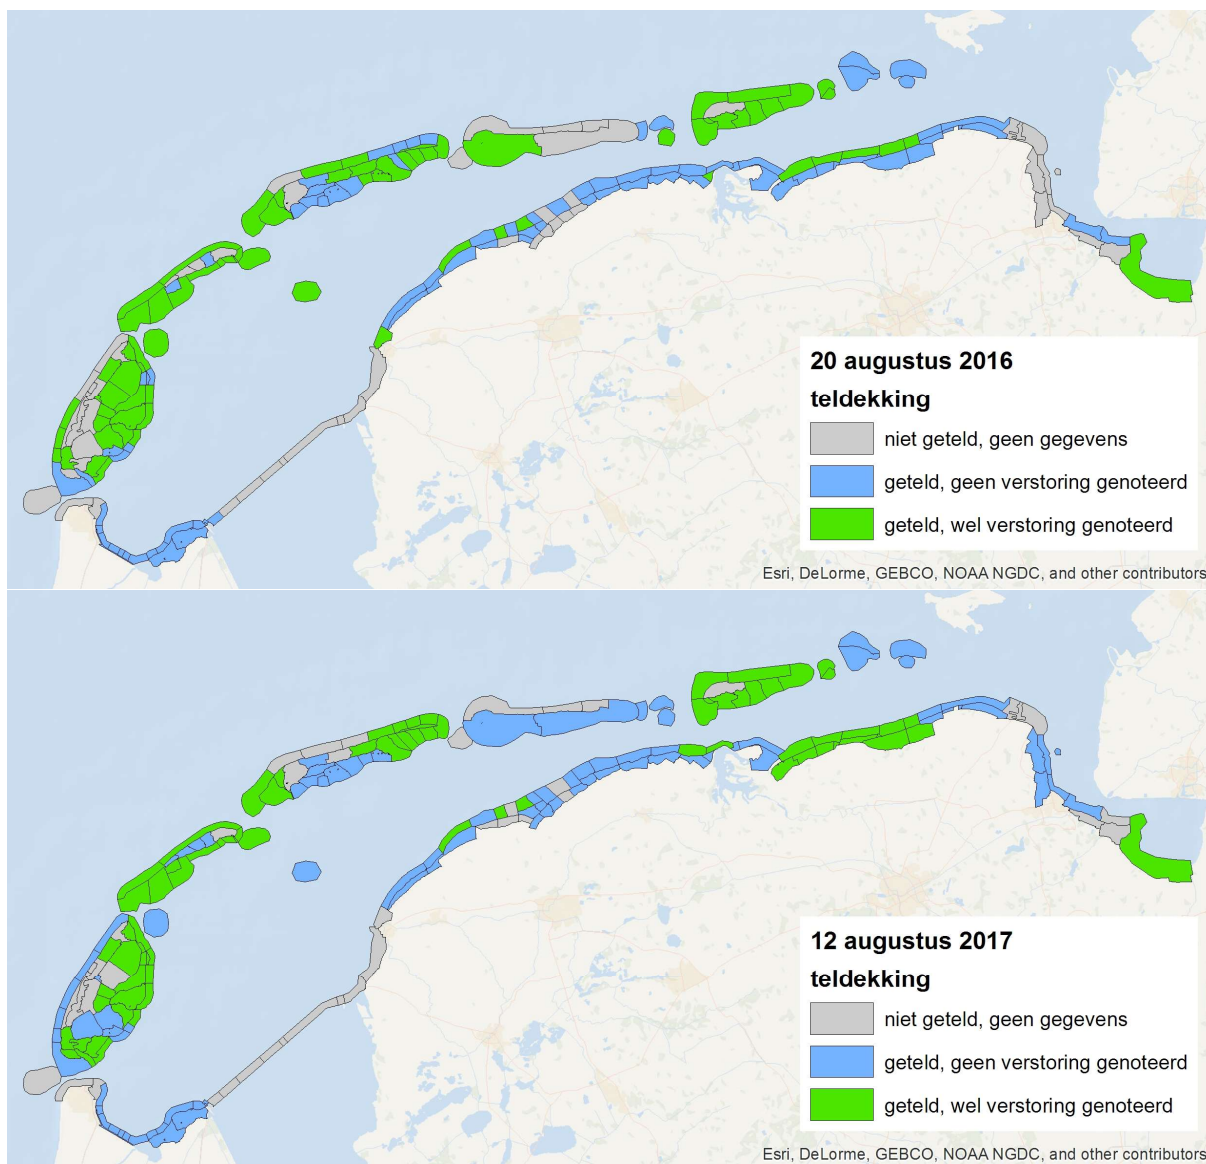 20 augustus 2016
teldekking
niet geteld, geen gegevens
geteld, geen verstoring genoteerd
geteld, wel verstoring genoteerd
Esri, DeLorme, GEBCO, NOAA NGDC, and other contributors
12 augustus 2017
teldekking
niet geteld, geen gegevens
geteld, geen verstoring genoteerd
geteld, wel verstoring genoteerd
Esri, DeLorme, GEBCO, NOAA NGDC, and other contributors